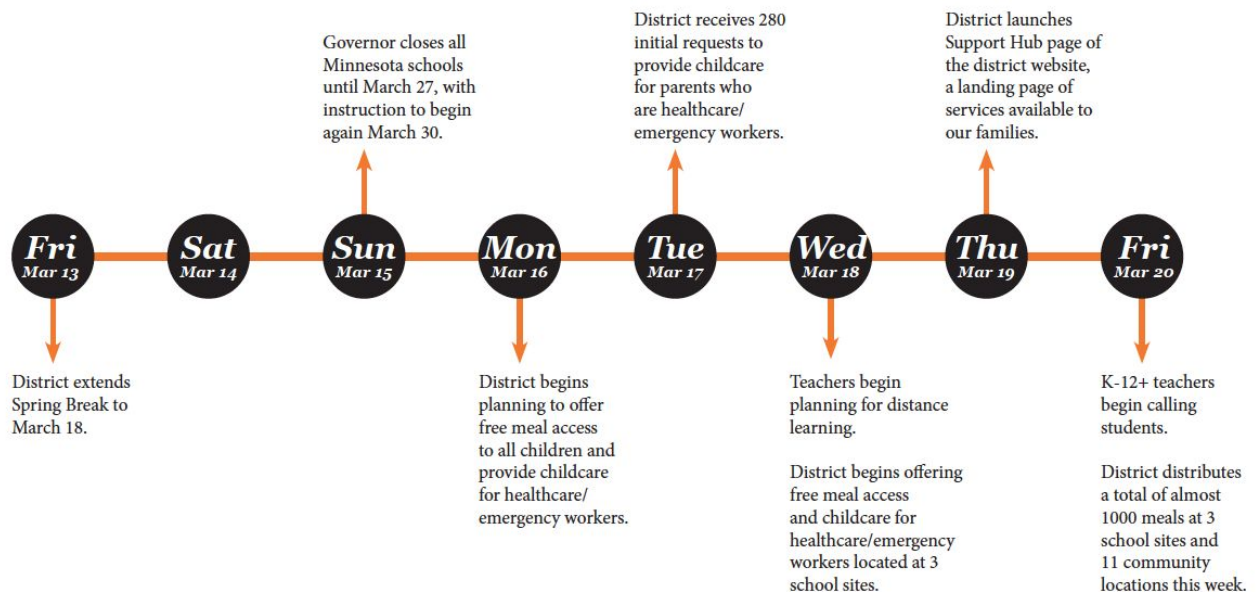 Governor closes all
Minnesota schools
until March 27, with
instruction to begin
again March 30.
District receives 280
initial requests to
provide childcare
for parents who
are healthcare/
emergency workers.
District launches
Support Hub page of
the district website,
a landing page of
services available to
our families.
Fri
Mar 13
Sat
Mar 14
Sun
Mar 15
Mon
Mar 16
Tue
Mar 17
Wed
Mar 18
Thu
Mar 19
Fri
Mar 20
District extends
Spring Break to
March 18.
District begins
planning to offer
free meal access
to all children and
provide childcare
for healthcare/
emergency workers.
Teachers begin
planning for distance
learning.
District begins offering
free meal access
and childcare for
healthcare/emergency
workers located at 3
school sites.
K-12+ teachers
begin calling
students.
District distributes
a total of almost
1000 meals at 3
school sites and
11 community
locations this week.